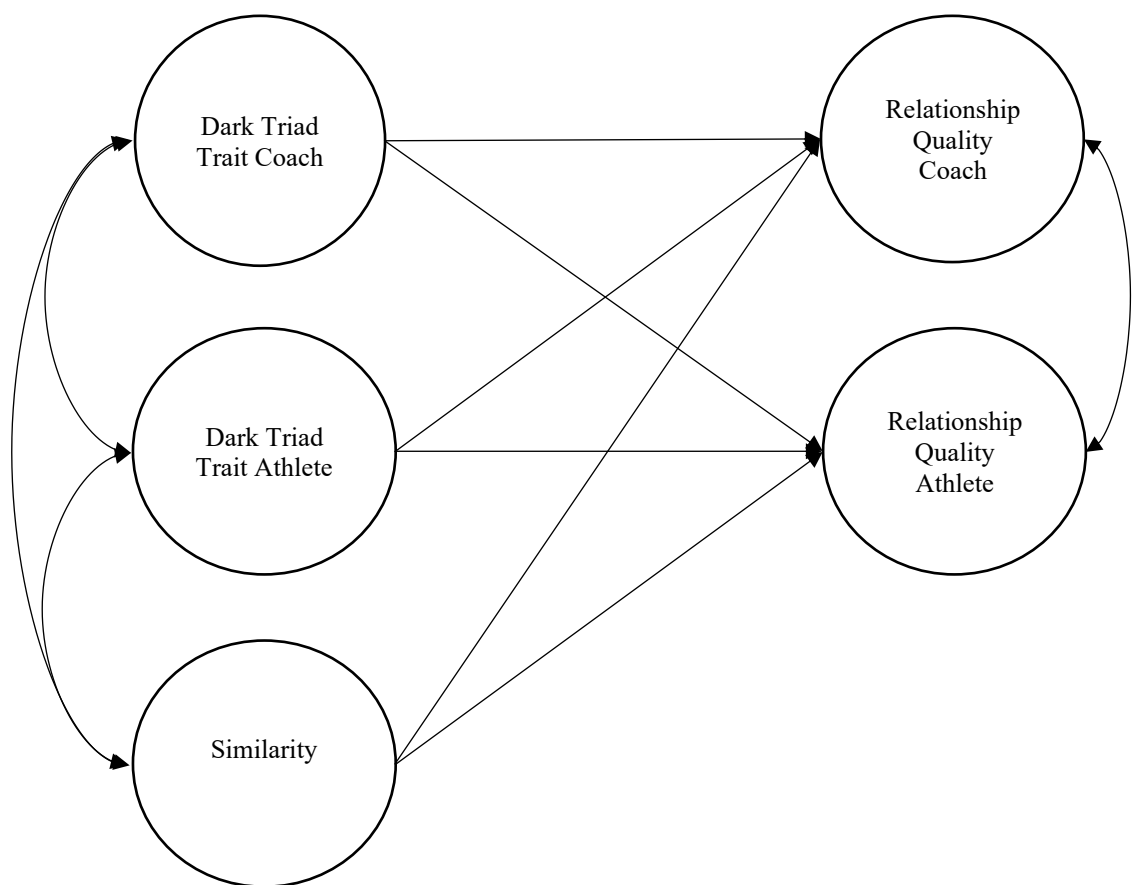 Dark Triad
Trait Coach
Relationship
Quality
Coach
Dark Triad
Trait Athlete
Relationship
Quality
Athlete
Similarity